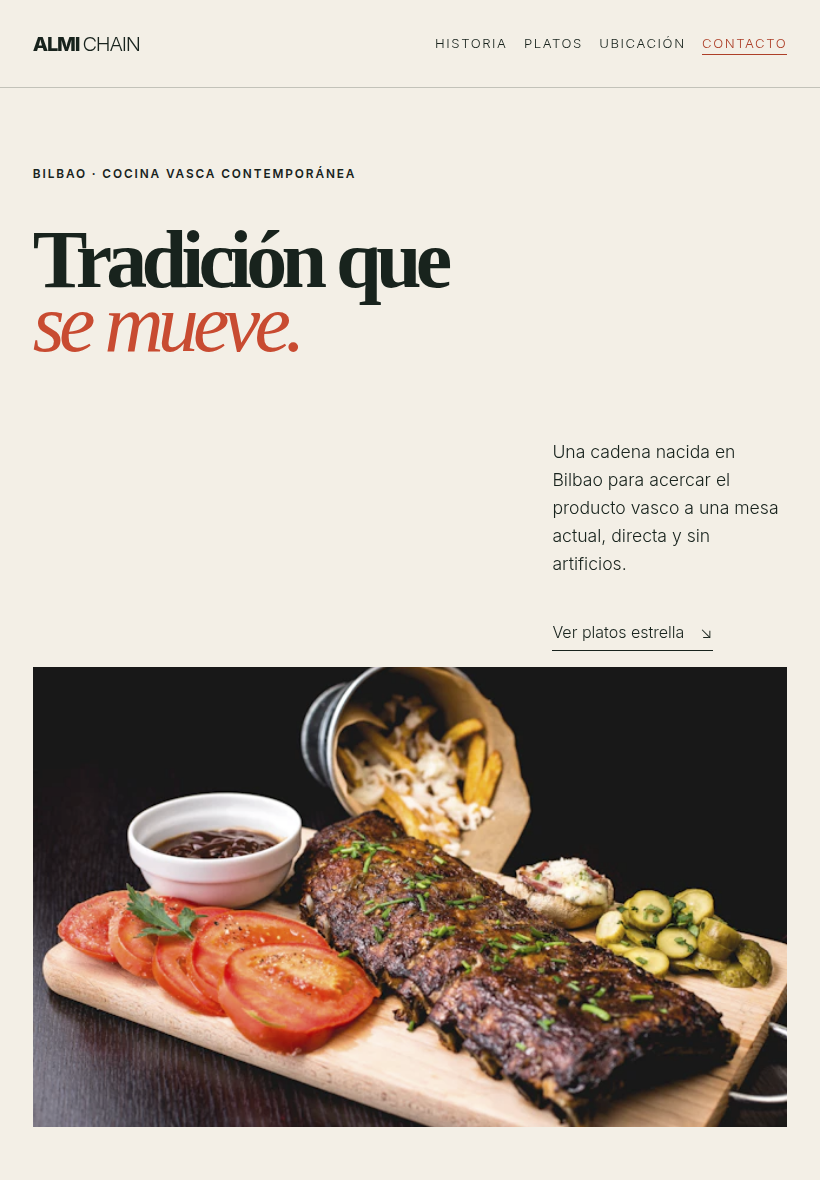 ALMI CHAIN
HISTORIA PLATOS UBICACIÓN CONTACTO
BILBAO · COCINA VASCA CONTEMPORÁNEA
Tradición que
se mueve.
Una cadena nacida en
Bilbao para acercar el
producto vasco a una mesa
actual, directa y sin
artificios.
Ver platos estrella ↘